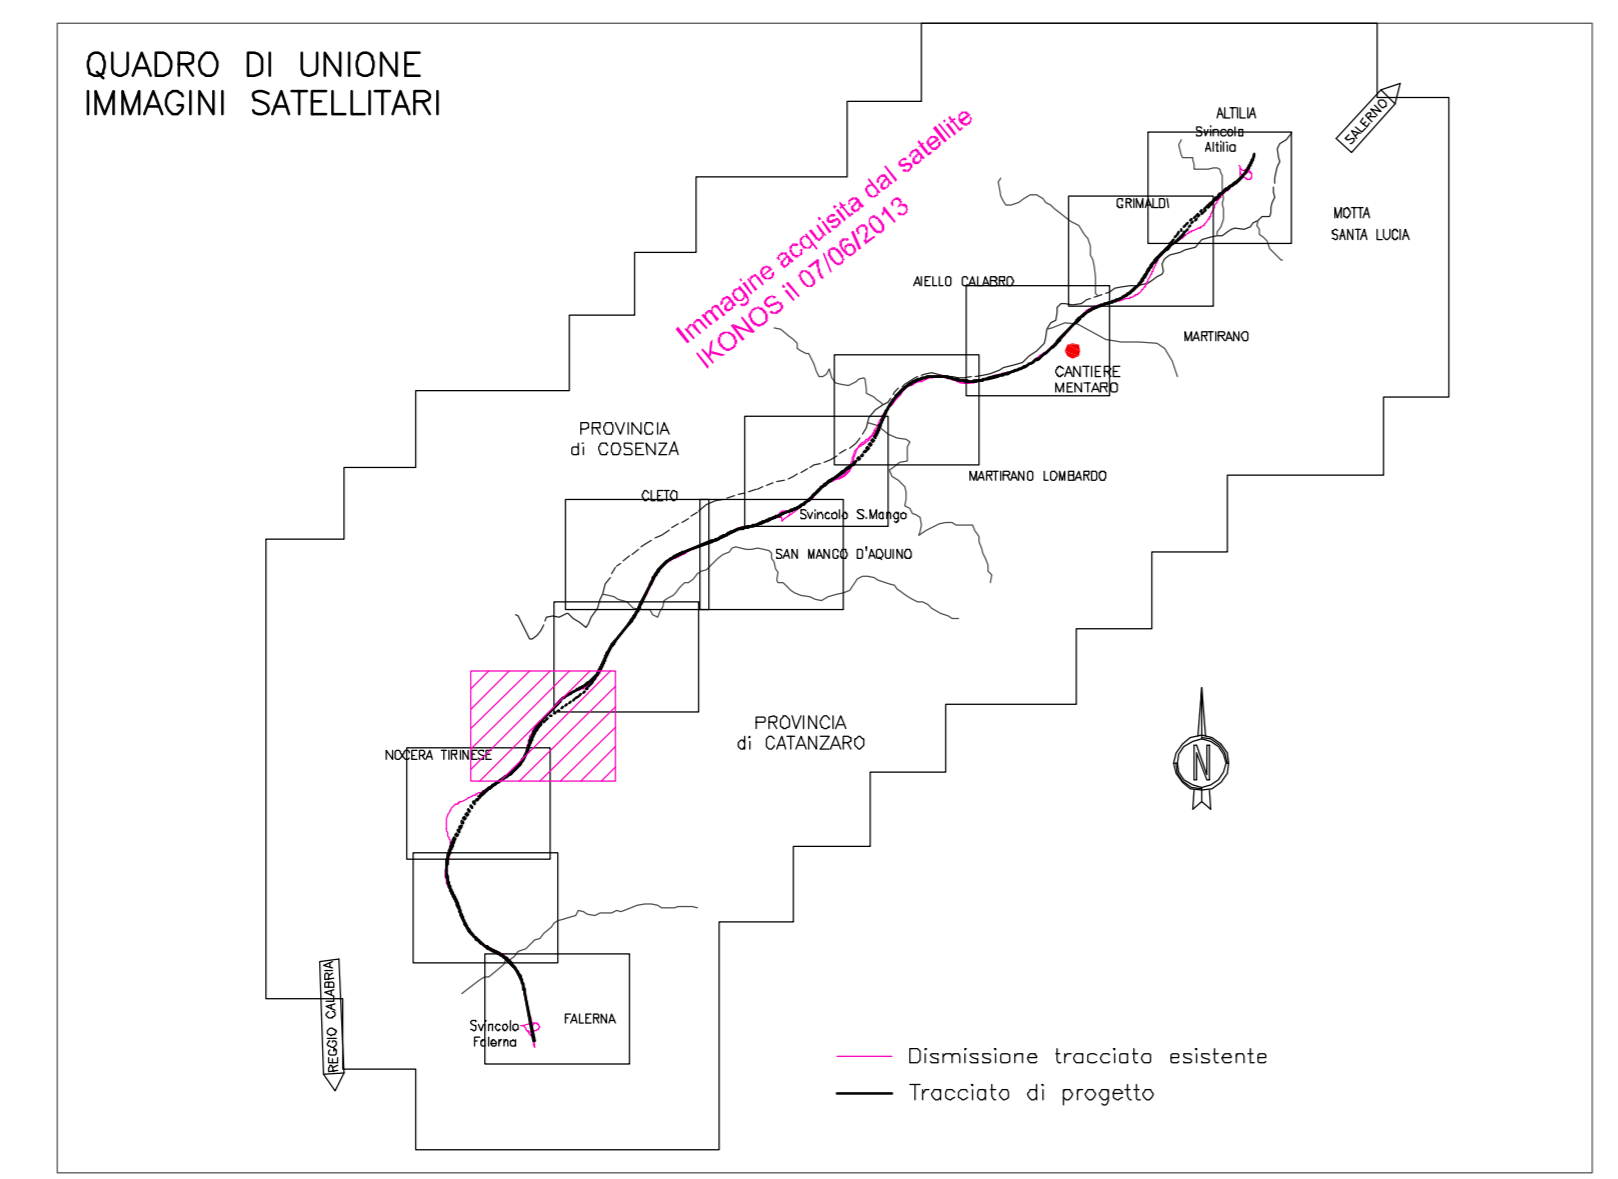 QUADRO DI UNIONE
IMMAGINI SATELLITARI
Immagine acquisita dal satellite
IKONOS il 07/06/2013
SALERNO
ALTILIA
Svincolo
Altilia
GRIMALDI
MOTTA
SANTA LUCIA
AIELLO CALABRO
MARTIRANO
CANTIERE
MENTARO
PROVINCIA
di COSENZA
MARTIRANO LOMBARDO
CLETO
Svincolo S.Mango
SAN MANGO D'AQUINO
PROVINCIA
di CATANZARO
NOCERA TIRINESE
N
REGGIO CALABRIA
Svincolo
Falerna
FALERNA
Dismissione tracciato esistente
Tracciato di progetto